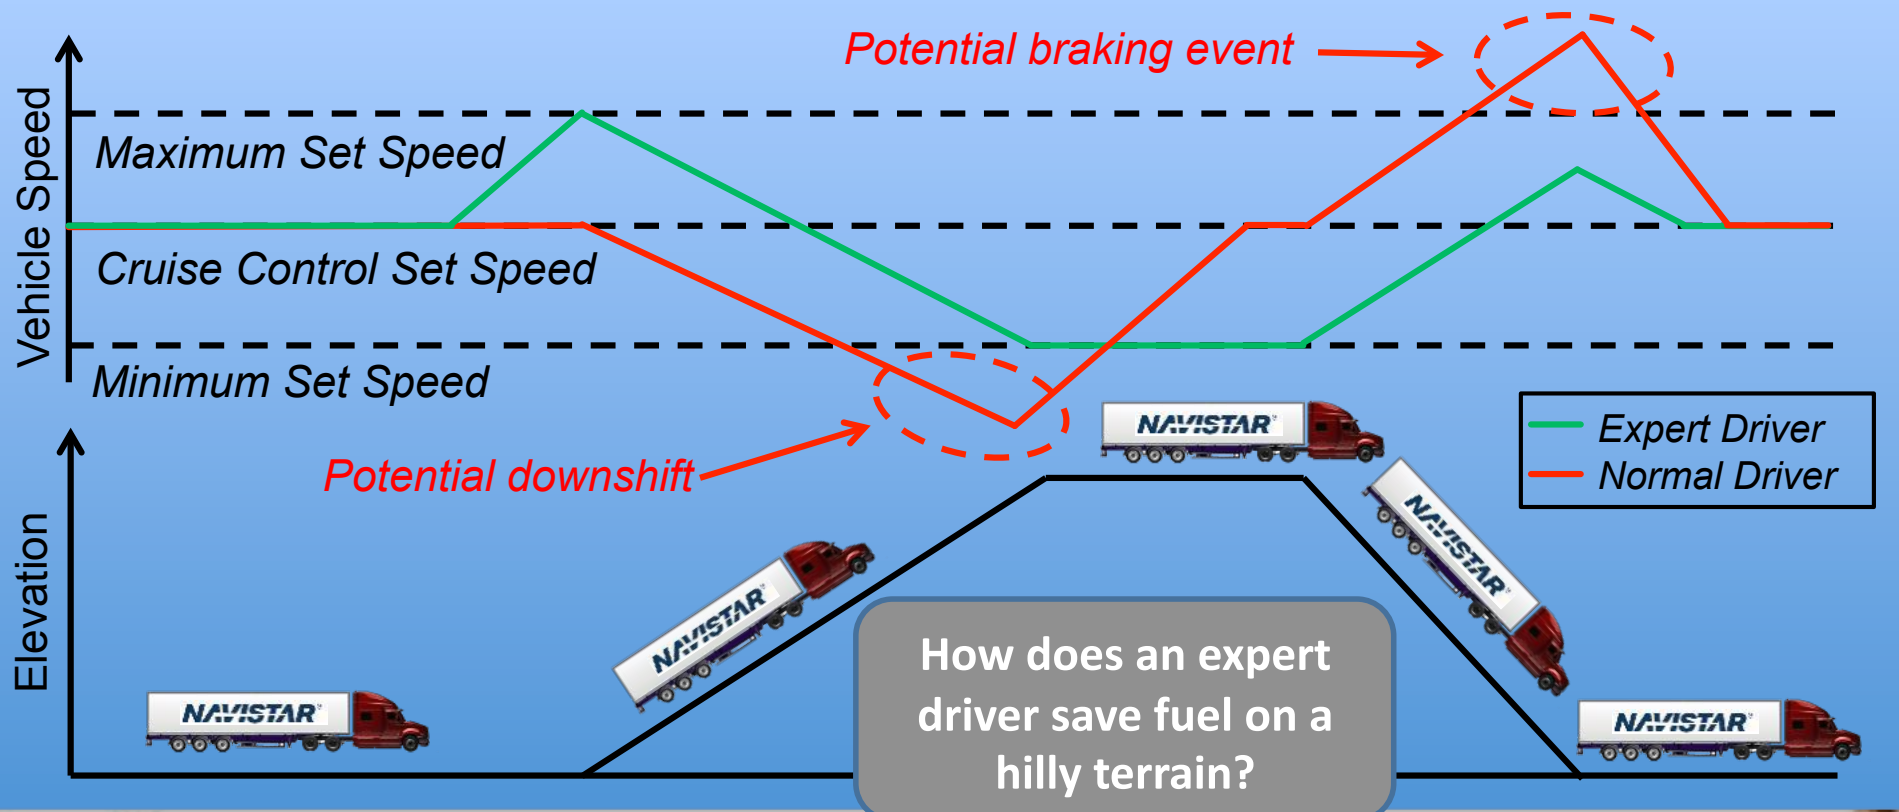 Potential braking event
Vehicle Speed
Maximum Set Speed
Cruise Control Set Speed
Minimum Set Speed
Potential downshift
NAVISTAR
Expert Driver
Normal Driver
Elevation
NAVISTAR
NAVISTAR
NAVISTAR
NAVISTAR
How does an expert
driver save fuel on a
hilly terrain?